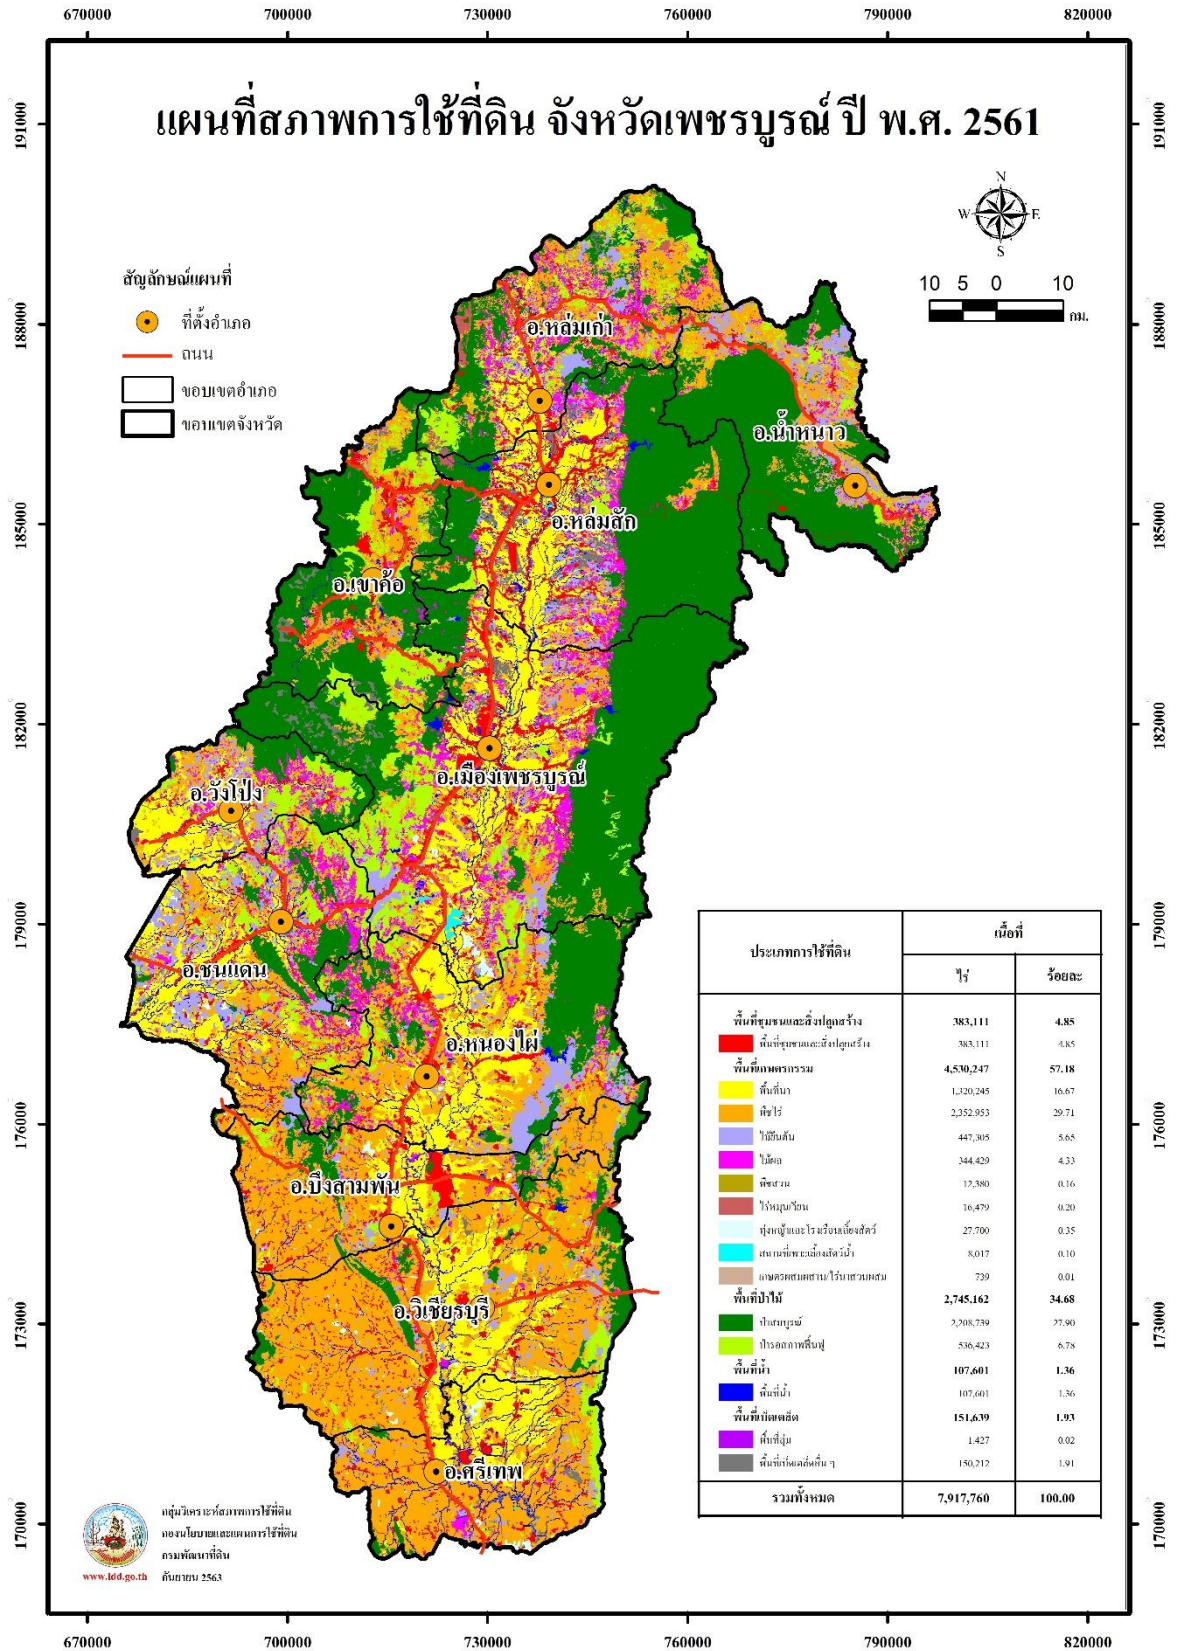 670000 700000 730000 760000 790000 820000
แผนที่สภาพการใช้ที่ดิน จังหวัดเพชรบูรณ์ ปี พ.ศ. 2561
N
W E
S
10 5 0 10
กม.
สัญลักษณ์แผนที่
ที่ตั้งอำเภอ
ถนน
ขอบเขตอำเภอ
ขอบเขตจังหวัด
อ.หล่มเก่า
อ.น้ำหนาว
อ.หล่มสัก
อ.เขาค้อ
อ.เมืองเพชรบูรณ์
อ.วังโป่ง
อ.ชนแดน
อ.หนองไผ่
อ.บึงสามพัน
อ.วิเชียรบุรี
อ.ศรีเทพ
191000 191000
188000 188000
185000 185000
182000 182000
179000 179000
176000 176000
173000 173000
170000 170000
ประเภทการใช้ที่ดิน เนื้อที่
ไร่ ร้อยละ
พื้นที่ชุมชนและสิ่งปลูกสร้าง 383,111 4.85
พื้นที่ชุมชนและสิ่งปลูกสร้าง 383,111 4.85
พื้นที่เกษตรกรรม 4,530,247 57.18
พื้นที่นา 1,320,245 16.67
พืชไร่ 2,352,953 29.71
ไม้ยืนต้น 447,305 5.65
ไม้ผล 344,429 4.33
พืชสวน 12,380 0.16
ไร่หมุนเวียน 16,479 0.20
ทุ่งหญ้าและโรงเรือนเลี้ยงสัตว์ 27,700 0.35
สถานที่เพาะเลี้ยงสัตว์น้ำ 8,017 0.10
เกษตรผสมผสาน/ไร่นาสวนผสม 739 0.01
พื้นที่ป่าไม้ 2,745,162 34.68
ป่าสมบูรณ์ 2,208,739 27.90
ป่ารอสภาพฟื้นฟู 536,423 6.78
พื้นที่น้ำ 107,601 1.36
พื้นที่น้ำ 107,601 1.36
พื้นที่เบ็ดเตล็ด 151,639 1.93
พื้นที่ลุ่ม 1,427 0.02
พื้นที่เบ็ดเตล็ดอื่น ๆ 150,212 1.91
รวมทั้งหมด 7,917,760 100.00
กลุ่มวิเคราะห์สภาพการใช้ที่ดิน
กองนโยบายและแผนการใช้ที่ดิน
กรมพัฒนาที่ดิน
www.ldd.go.th กันยายน 2563
670000 700000 730000 760000 790000 820000